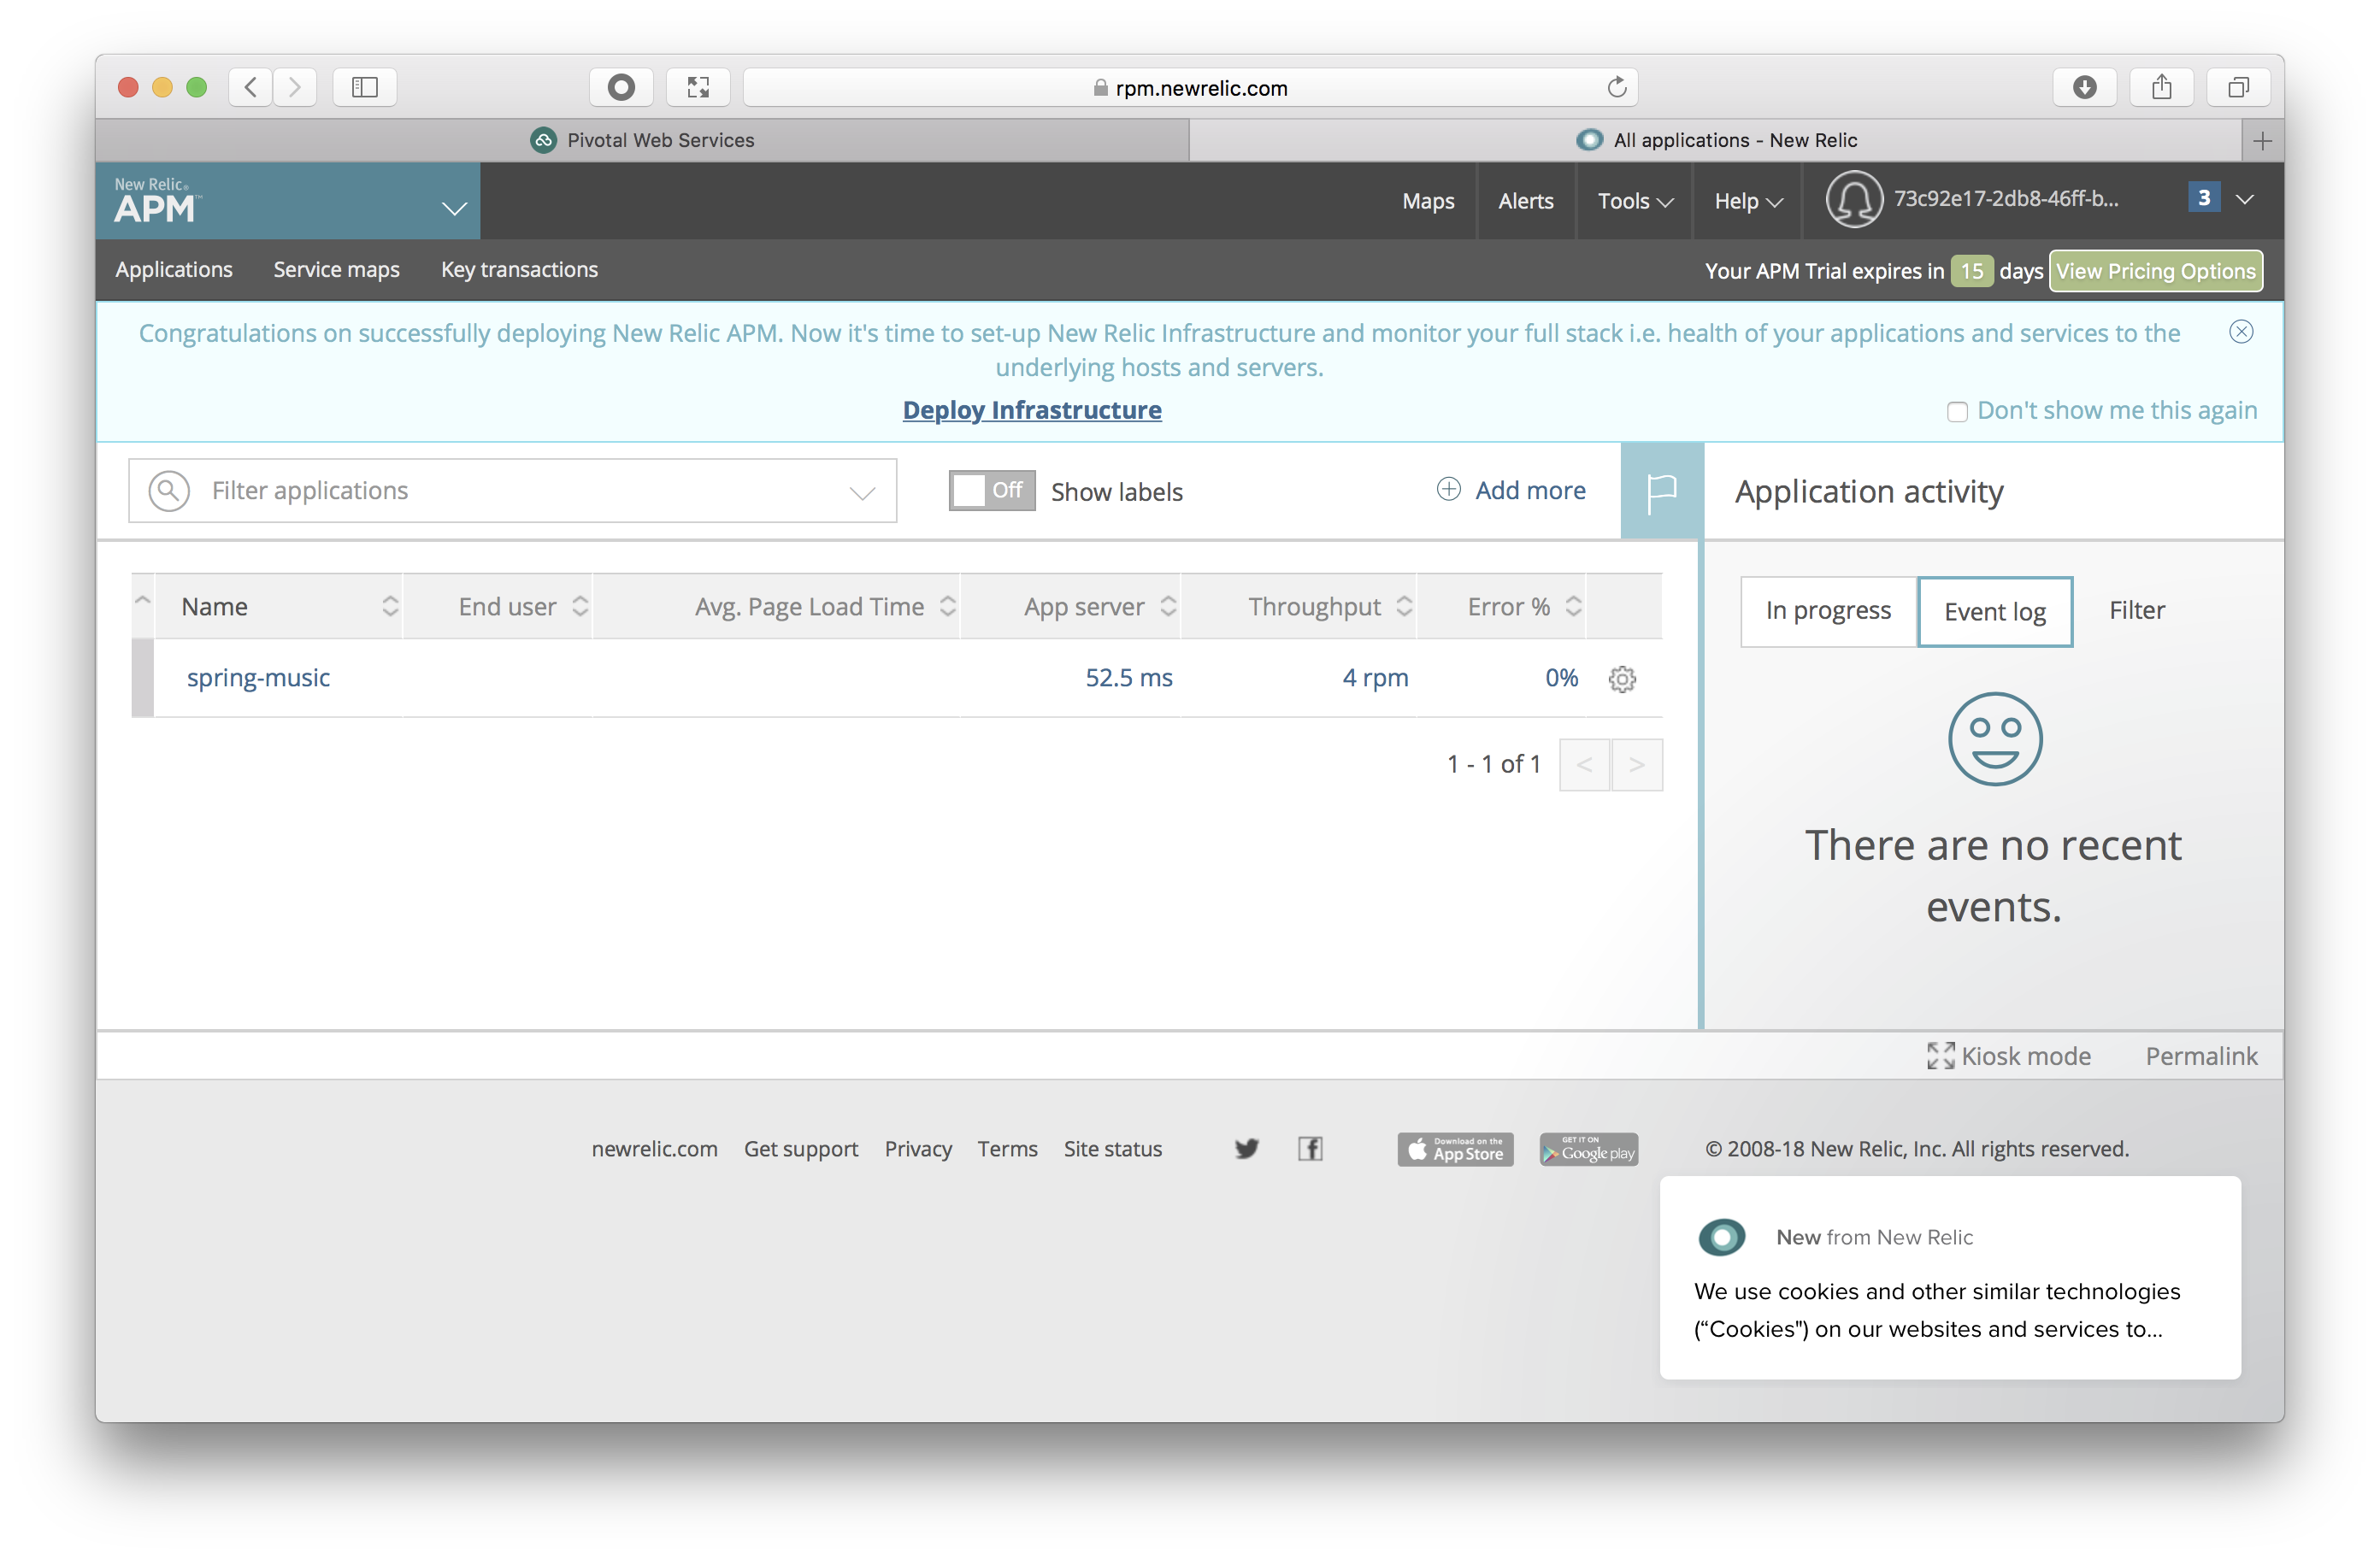 rpm.newrelic.com
Pivotal Web Services
All applications - New Relic
New Relic®
APM™
Maps
Alerts
Tools
Help
73c92e17-2db8-46ff-b...
3
Applications
Service maps
Key transactions
Your APM Trial expires in 15 days
View Pricing Options
Congratulations on successfully deploying New Relic APM. Now it's time to set-up New Relic Infrastructure and monitor your full stack i.e. health of your applications and services to the
underlying hosts and servers.
Deploy Infrastructure
Don't show me this again
Filter applications
Off
Show labels
Add more
Application activity
Name
End user
Avg. Page Load Time
App server
Throughput
Error %
In progress
Event log
Filter
spring-music
52.5 ms
4 rpm
0%
1 - 1 of 1
There are no recent
events.
Kiosk mode
Permalink
newrelic.com
Get support
Privacy
Terms
Site status
Download on the
App Store
GET IT ON
Google play
© 2008-18 New Relic, Inc. All rights reserved.
New from New Relic
We use cookies and other similar technologies
(“Cookies") on our websites and services to...